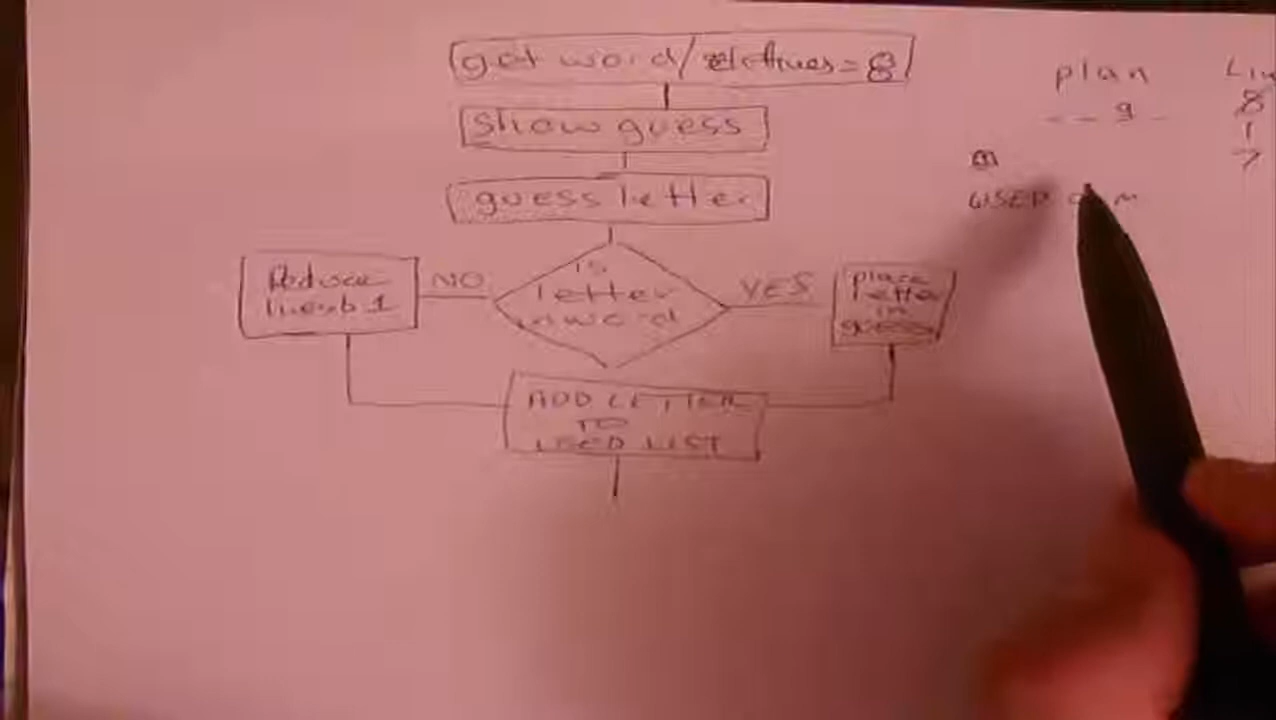 get word/ lives = 8
show guess
guess letter
is
letter
in word
NO
YES
Reduce
lives b 1
place
letter
in
guess
ADD LETTER
TO
USED LIST
plan
_ _ a _
Liv
8
1
7
m
USED